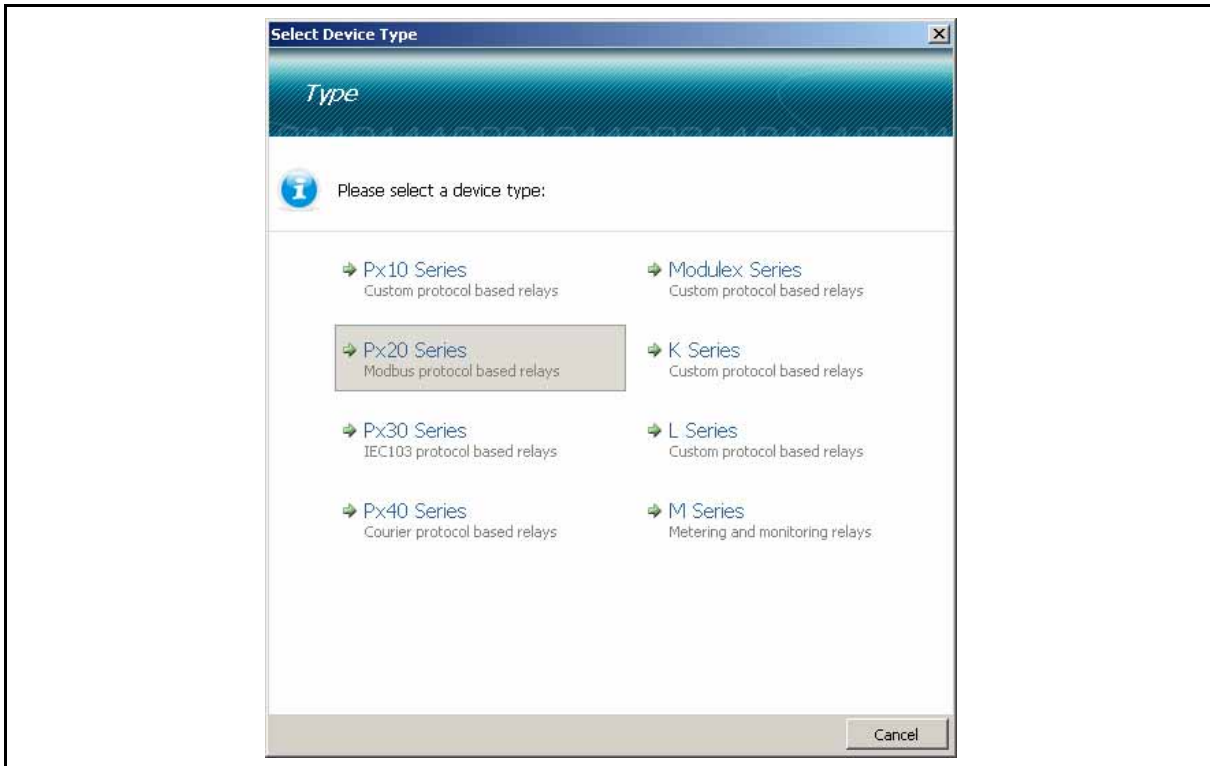 Select Device Type
Type
Please select a device type:
Px10 Series
Custom protocol based relays
Px20 Series
Modbus protocol based relays
Px30 Series
IEC103 protocol based relays
Px40 Series
Courier protocol based relays
Modulex Series
Custom protocol based relays
K Series
Custom protocol based relays
L Series
Custom protocol based relays
M Series
Metering and monitoring relays
Cancel